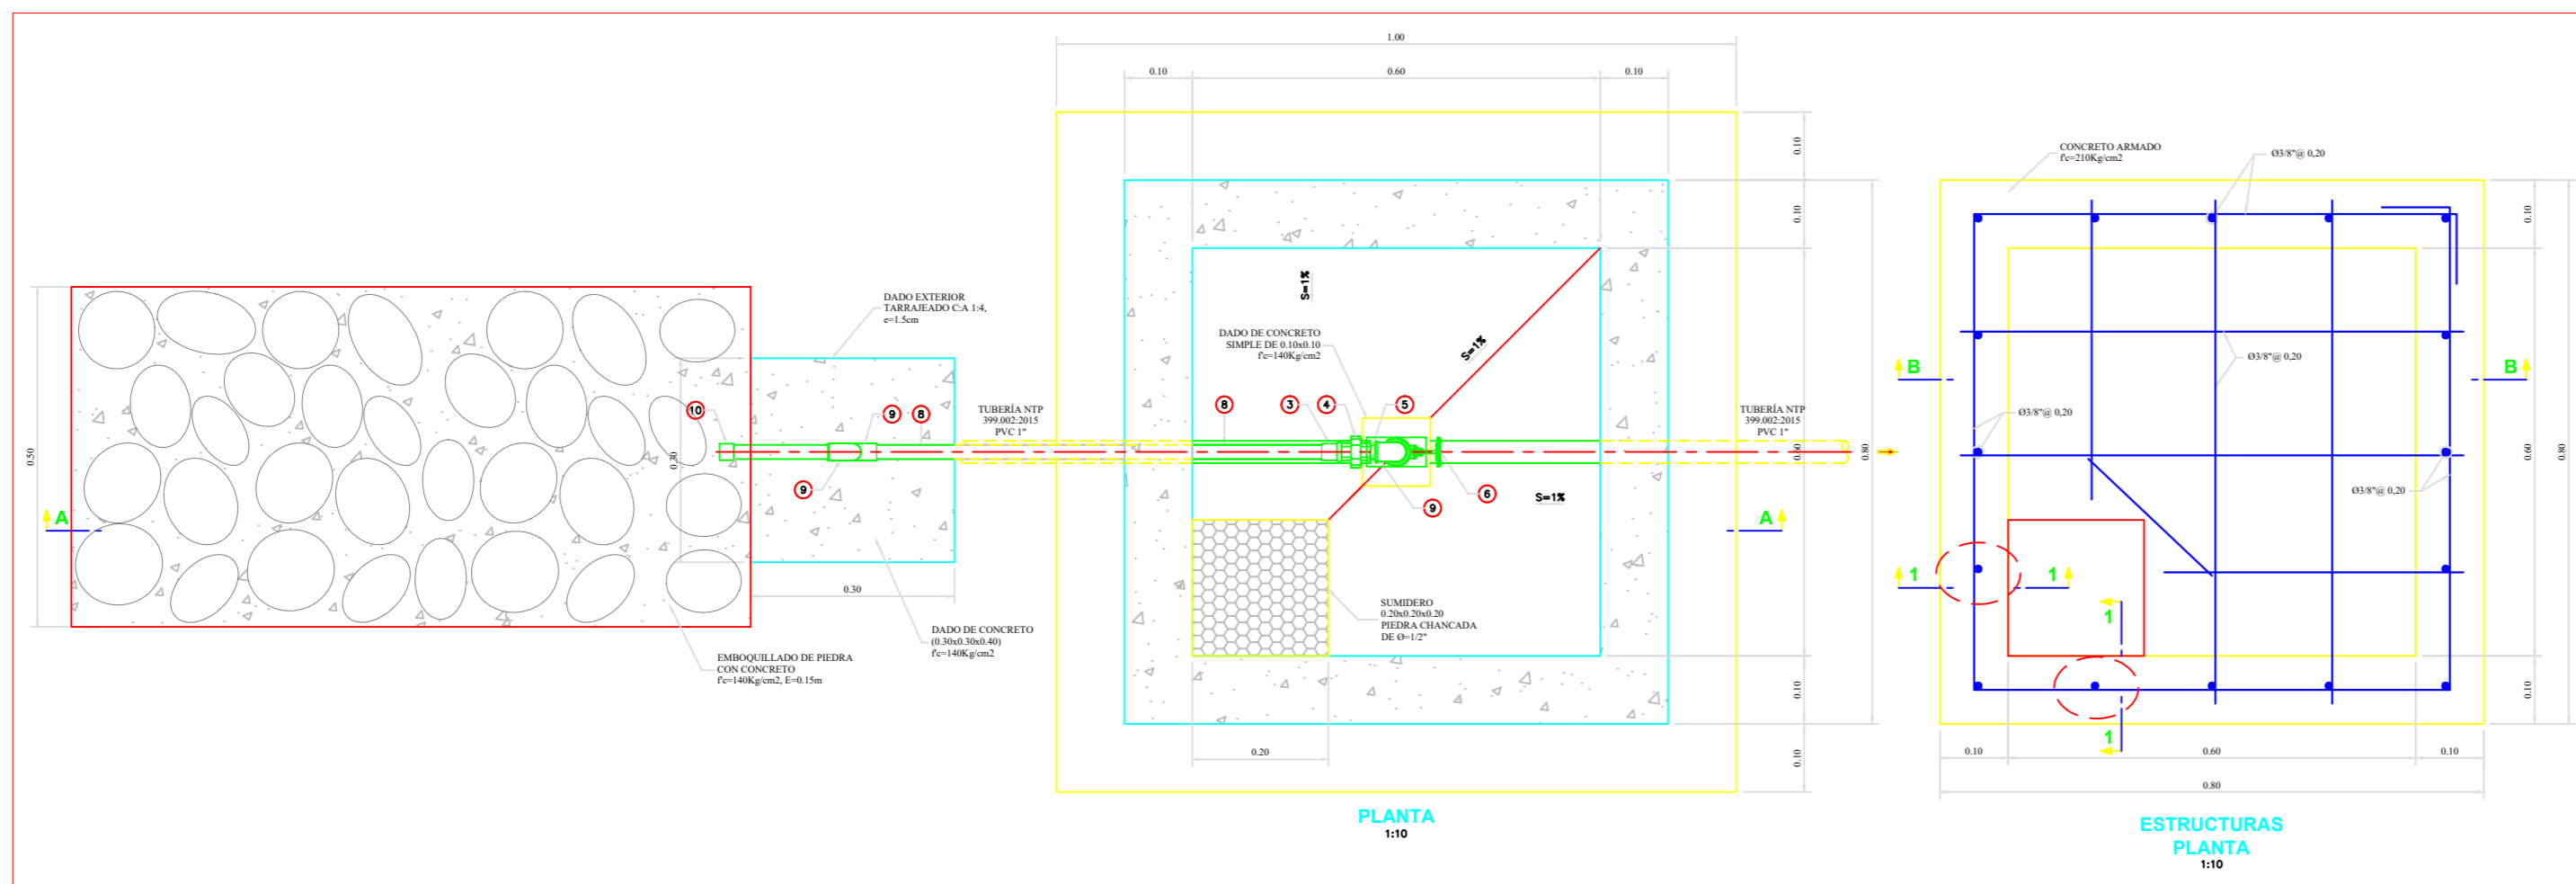 1.00
0.10
0.60
0.10
0.10
0.10
0.60
0.80
0.10
0.10
0.50
0.30
DADO EXTERIOR
TARRAJEADO C:A 1:4,
e=1.5cm
10
9
8
9
0.30
DADO DE CONCRETO
(0.30x0.30x0.40)
f'c=140Kg/cm2
EMBOQUILLADO DE PIEDRA
CON CONCRETO
f'c=140Kg/cm2, E=0.15m
A
TUBERÍA NTP
399.002:2015
PVC 1"
S=1%
DADO DE CONCRETO
SIMPLE DE 0.10x0.10
f'c=140Kg/cm2
S=1%
8
3
4
5
6
9
S=1%
SUMIDERO
0.20x0.20x0.20
PIEDRA CHANCADA
DE Ø=1/2"
0.20
TUBERÍA NTP
399.002:2015
PVC 1"
A
PLANTA
1:10
CONCRETO ARMADO
f'c=210Kg/cm2
Ø3/8"@ 0,20
B
B
Ø3/8"@ 0,20
Ø3/8"@ 0,20
Ø3/8"@ 0,20
1
1
1
1
0.10
0.60
0.80
0.10
0.10
0.60
0.10
0.80
ESTRUCTURAS
PLANTA
1:10